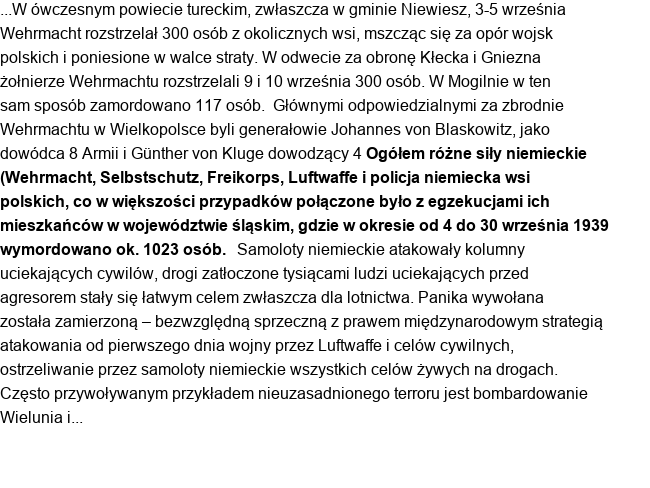 ...W ówczesnym powiecie tureckim, zwłaszcza w gminie Niewiesz, 3-5 września
Wehrmacht rozstrzelał 300 osób z okolicznych wsi, mszcząc się za opór wojsk
polskich i poniesione w walce straty. W odwecie za obronę Kłecka i Gniezna
żołnierze Wehrmachtu rozstrzelali 9 i 10 września 300 osób. W Mogilnie w ten
sam sposób zamordowano 117 osób.  Głównymi odpowiedzialnymi za zbrodnie
Wehrmachtu w Wielkopolsce byli generałowie Johannes von Blaskowitz, jako
dowódca 8 Armii i Günther von Kluge dowodzący 4 Ogółem różne siły niemieckie
(Wehrmacht, Selbstschutz, Freikorps, Luftwaffe i policja niemiecka wsi
polskich, co w większości przypadków połączone było z egzekucjami ich
mieszkańców w województwie śląskim, gdzie w okresie od 4 do 30 września 1939
wymordowano ok. 1023 osób.  Samoloty niemieckie atakowały kolumny
uciekających cywilów, drogi zatłoczone tysiącami ludzi uciekających przed
agresorem stały się łatwym celem zwłaszcza dla lotnictwa. Panika wywołana
została zamierzoną – bezwzględną sprzeczną z prawem międzynarodowym strategią
atakowania od pierwszego dnia wojny przez Luftwaffe i celów cywilnych,
ostrzeliwanie przez samoloty niemieckie wszystkich celów żywych na drogach.
Często przywoływanym przykładem nieuzasadnionego terroru jest bombardowanie
Wielunia i...